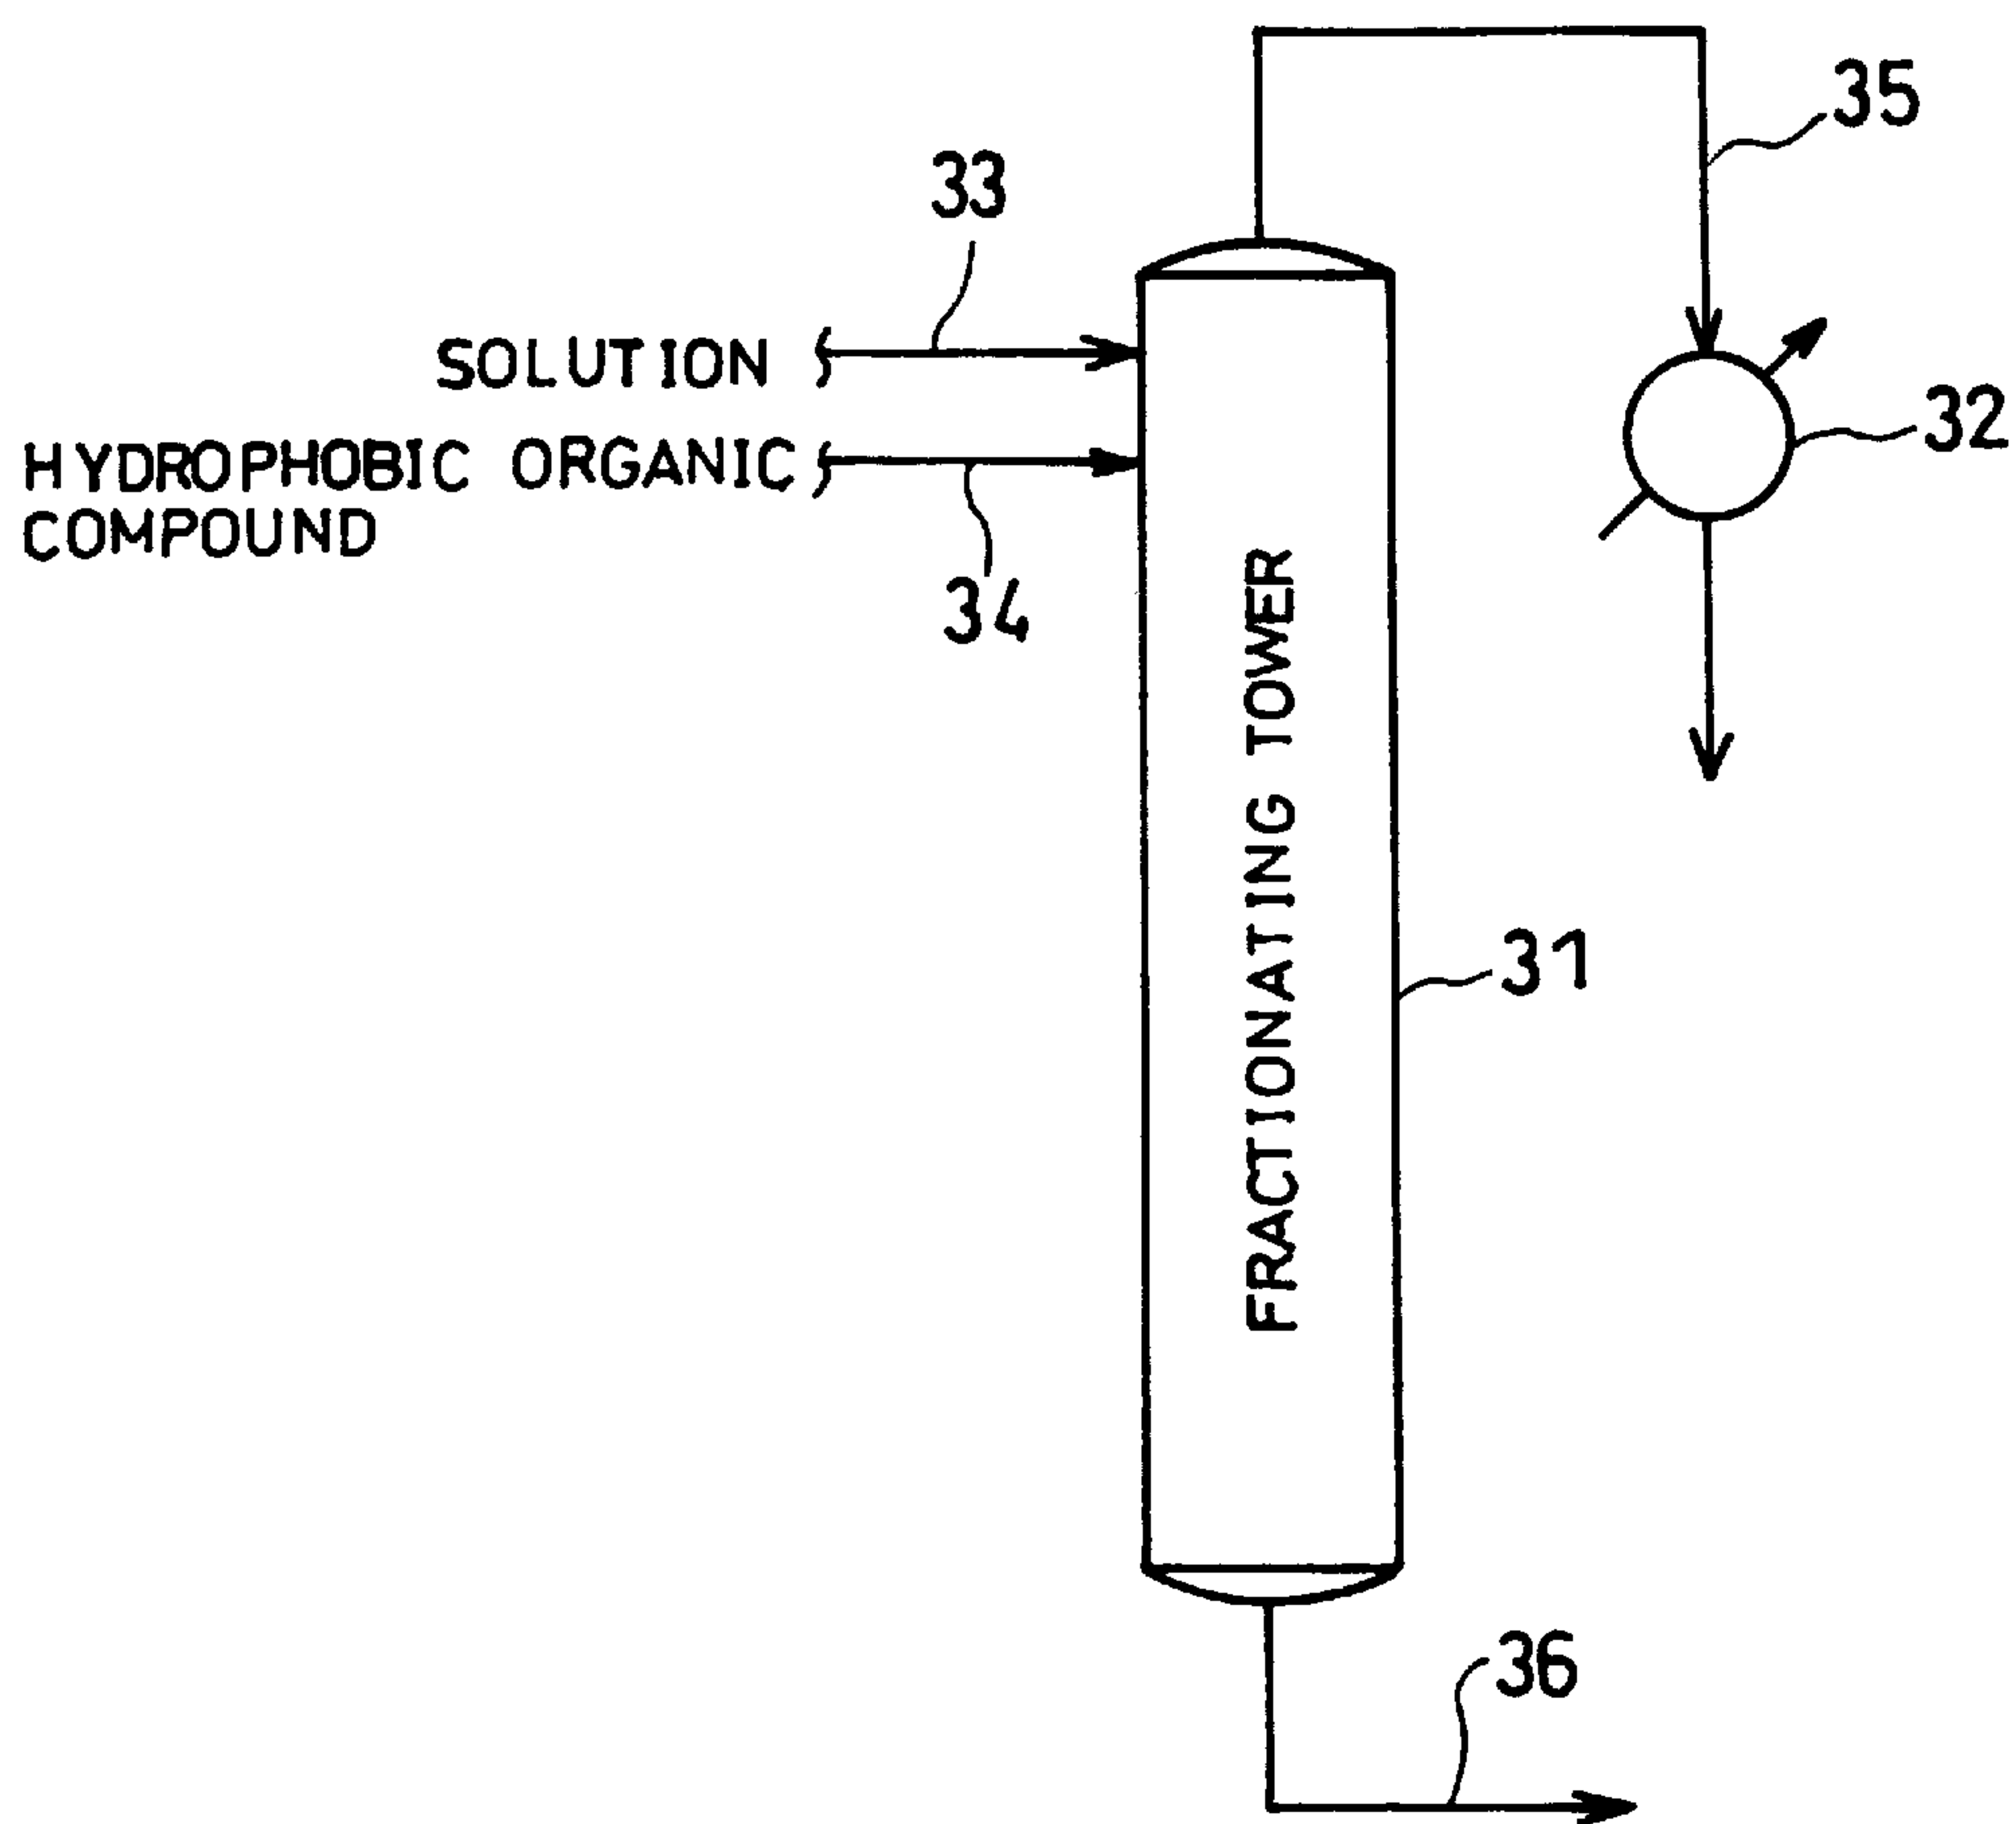 35
33
SOLUTION
32
HYDROPHOBIC ORGANIC
COMPOUND
34
FRACTIONATING TOWER
31
36